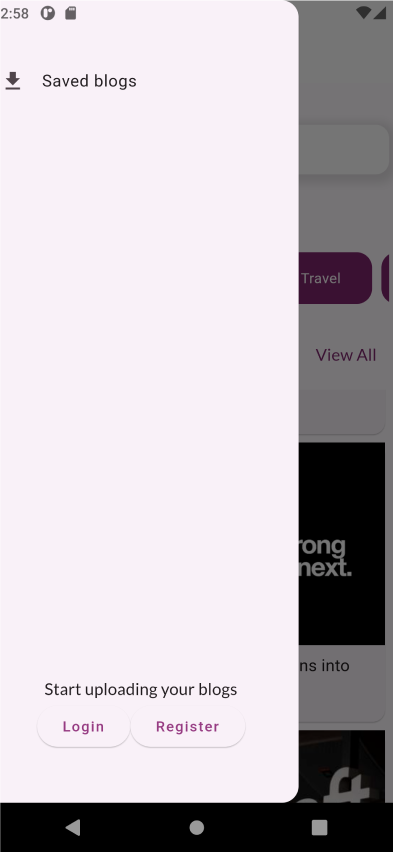 2:58
Saved blogs
Travel
View All
rong
next.
ns into
Start uploading your blogs
Login Register